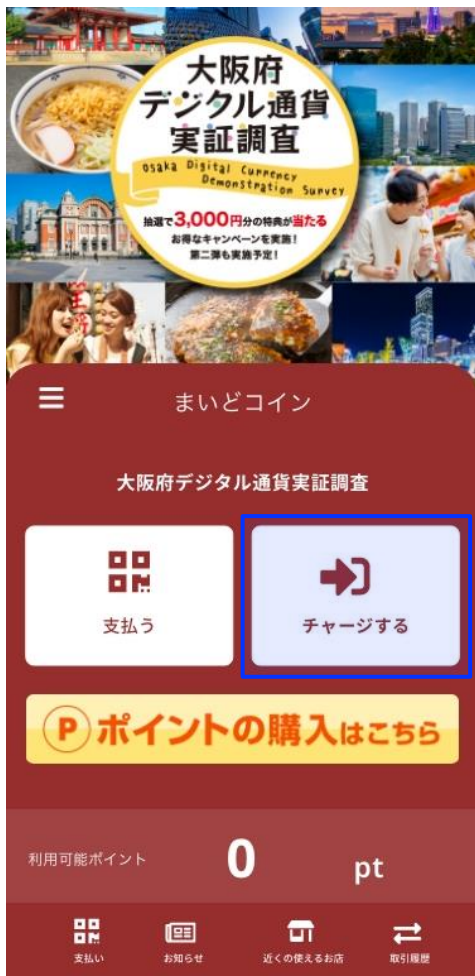 大阪府
デジタル通貨
実証調査
Osaka Digital Currency
Demonstration Survey
抽選で3,000円分の特典が当たる
お得なキャンペーンを実施！
第二弾も実施予定！
まいどコイン
大阪府デジタル通貨実証調査
支払う
チャージする
Pポイントの購入はこちら
利用可能ポイント 0 pt
支払い お知らせ 近くの使えるお店 取引履歴